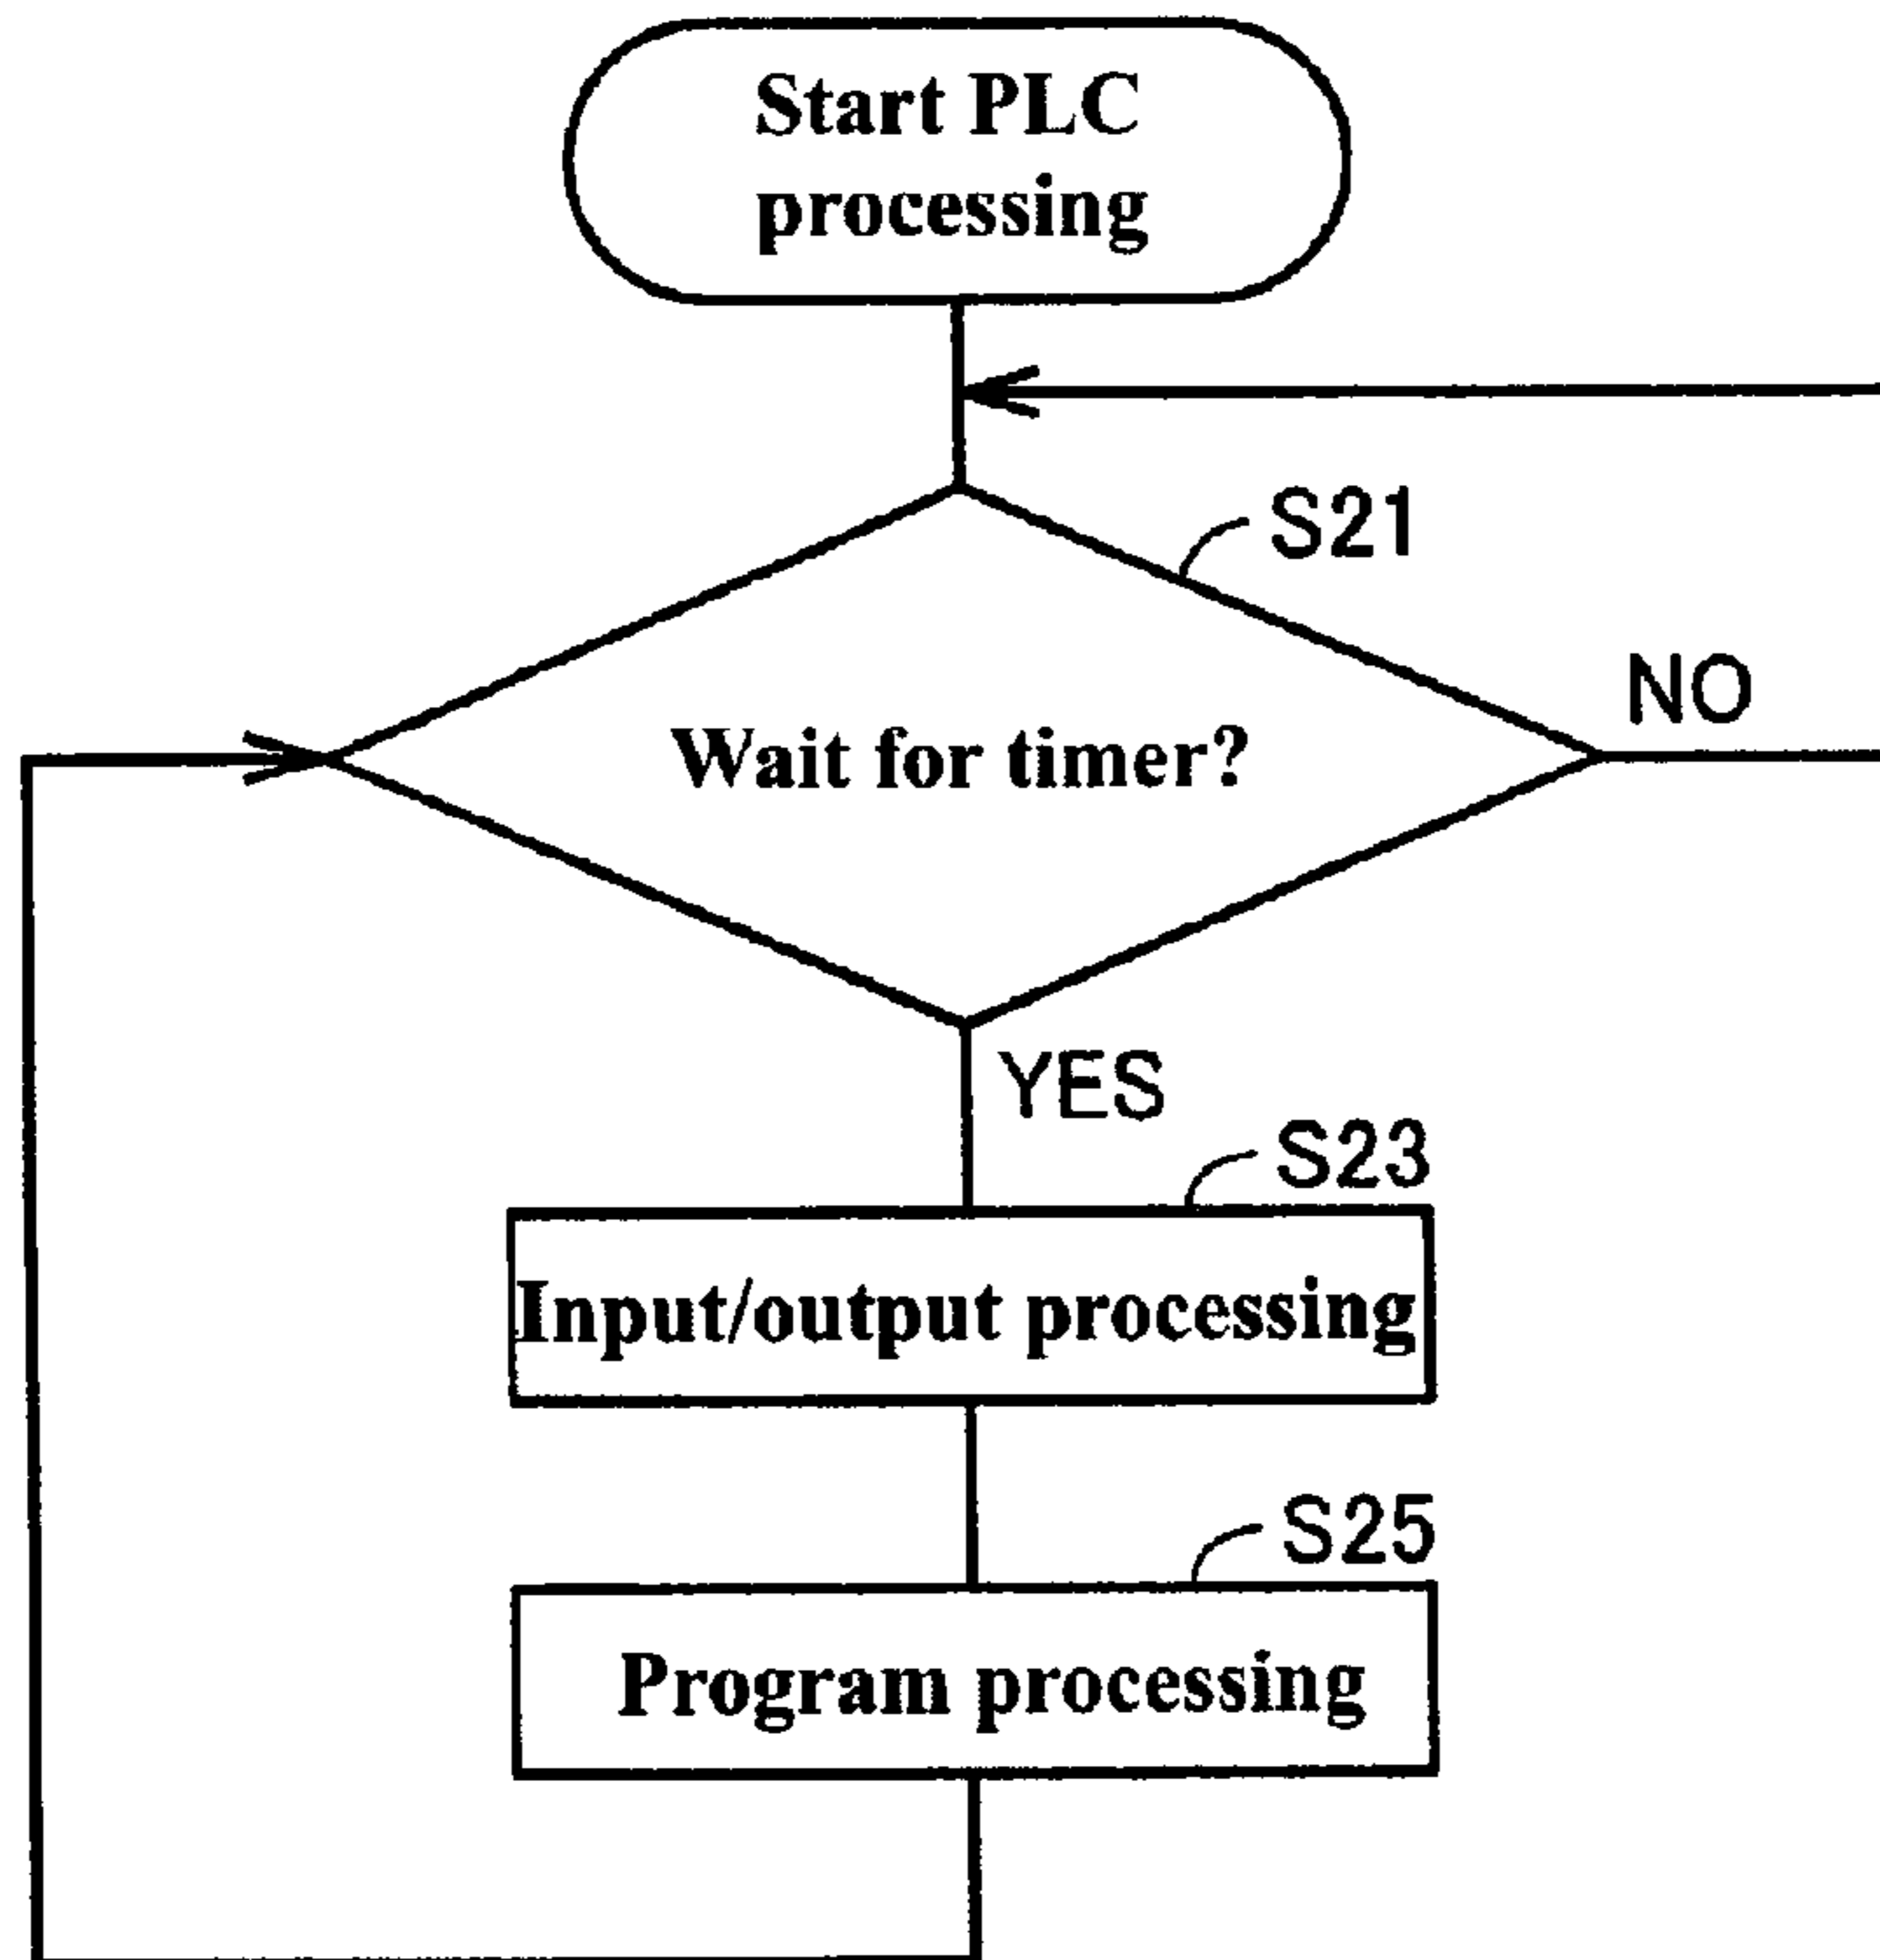 Start PLC
processing
S21
NO
Wait for timer?
YES
S23
Input/output processing
S25
Program processing